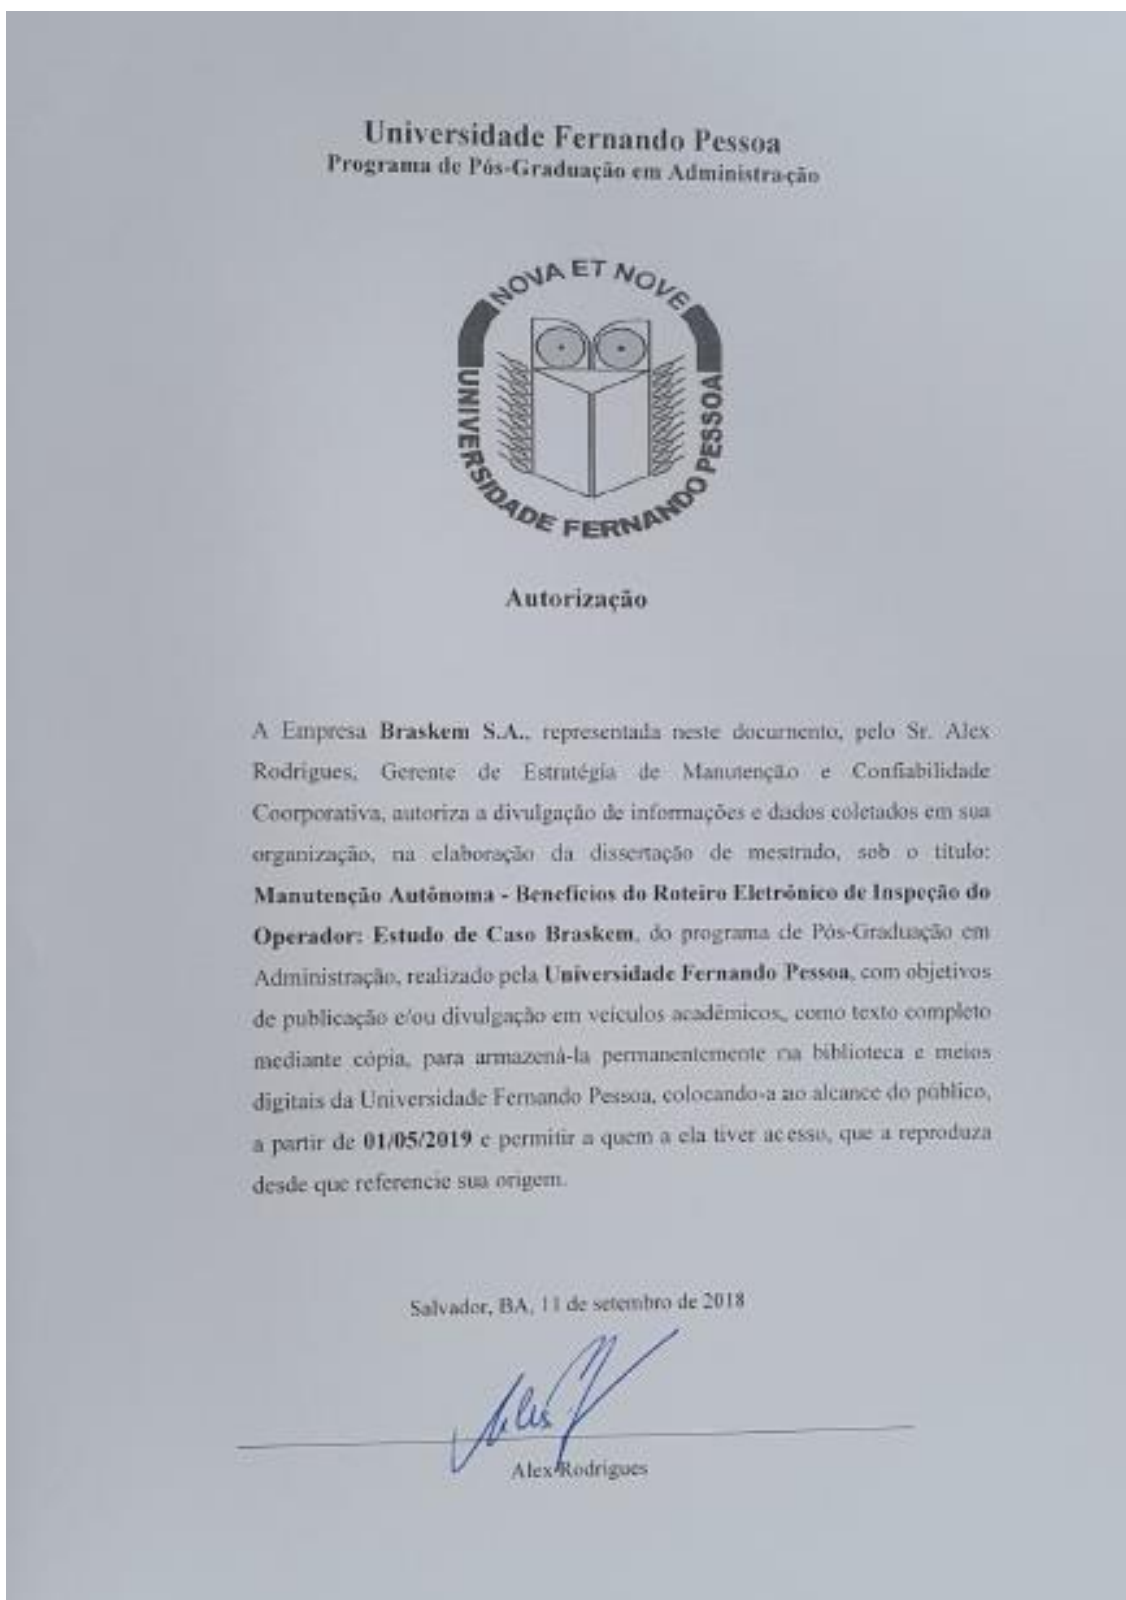 Universidade Fernando Pessoa
Programa de Pós-Graduação em Administração
NOVA ET NOVE
UNIVERSIDADE FERNANDO PESSOA
Autorização
A Empresa Braskem S.A., representada neste documento, pelo Sr. Alex
Rodrigues, Gerente de Estratégia de Manutenção e Confiabilidade
Coorporativa, autoriza a divulgação de informações e dados coletados em sua
organização, na elaboração da dissertação de mestrado, sob o título:
Manutenção Autônoma - Benefícios do Roteiro Eletrônico de Inspeção do
Operador: Estudo de Caso Braskem, do programa de Pós-Graduação em
Administração, realizado pela Universidade Fernando Pessoa, com objetivos
de publicação e/ou divulgação em veículos acadêmicos, como texto completo
mediante cópia, para armazená-la permanentemente na biblioteca e meios
digitais da Universidade Fernando Pessoa, colocando-a ao alcance do público,
a partir de 01/05/2019 e permitir a quem a ela tiver acesso, que a reproduza
desde que referencie sua origem.
Salvador, BA, 11 de setembro de 2018
Alex Rodrigues